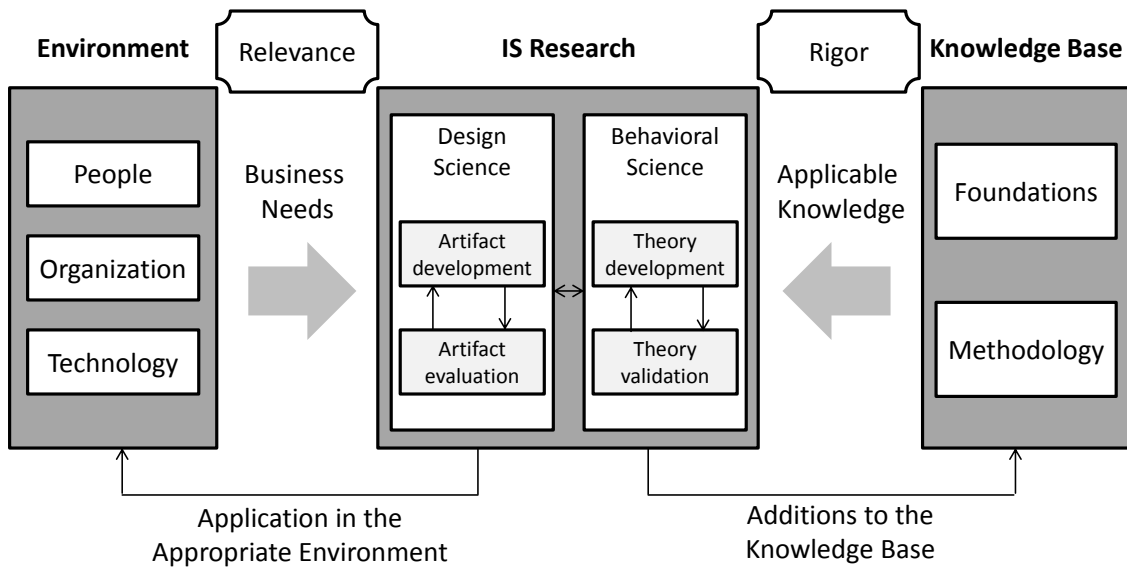 Environment
Relevance
IS Research
Rigor
Knowledge Base
People
Organization
Technology
Business
Needs
Design
Science
Artifact
development
Artifact
evaluation
Behavioral
Science
Theory
development
Theory
validation
Applicable
Knowledge
Foundations
Methodology
Application in the
Appropriate Environment
Additions to the
Knowledge Base